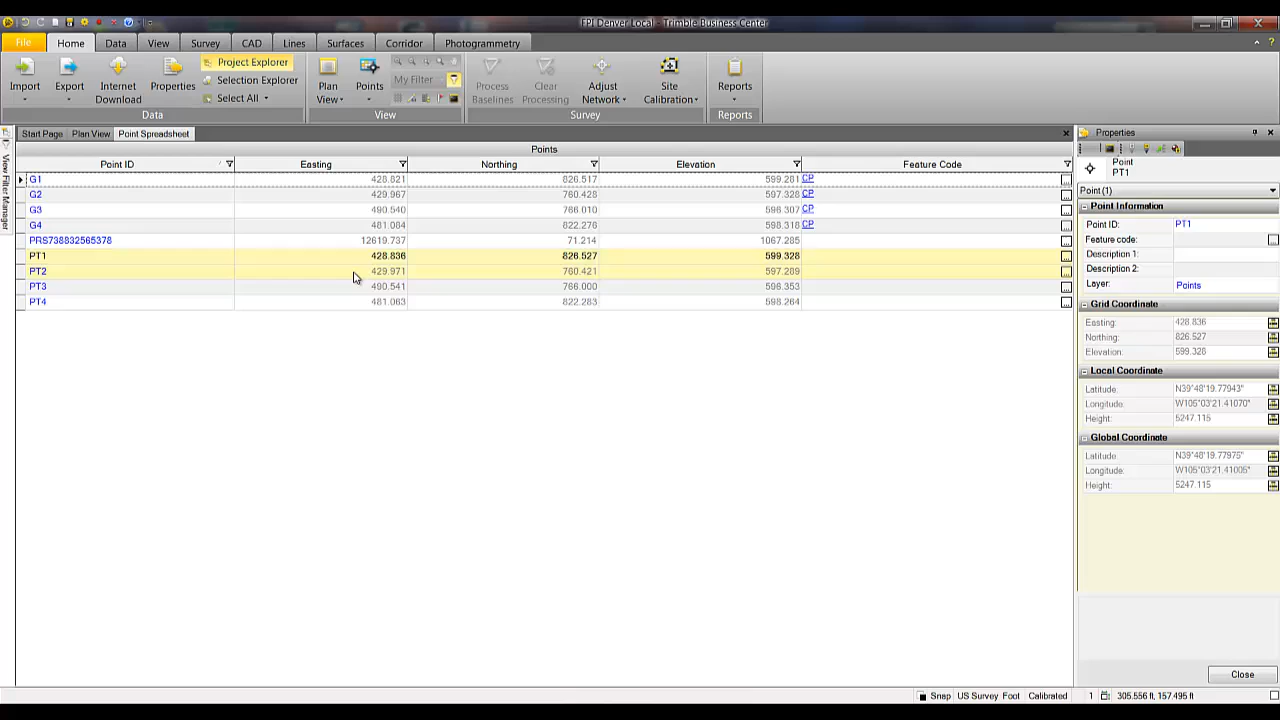 FPI Denver Local - Trimble Business Center
File Home Data View Survey CAD Lines Surfaces Corridor Photogrammetry
Import Export Internet Download Properties Project Explorer Selection Explorer Select All
Plan View Points My Filter Process Baselines Clear Processing Adjust Network Site Calibration Reports
Data View Survey Reports
Start Page Plan View Point Spreadsheet
View Filter Manager
Points
Point ID Easting Northing Elevation Feature Code
G1 428.821 826.517 599.281 CP
G2 429.967 760.428 597.328 CP
G3 490.540 766.010 596.307 CP
G4 481.084 822.276 598.318 CP
PRS738832565378 12619.737 71.214 1067.285
PT1 428.836 826.527 599.328
PT2 429.971 760.421 597.289
PT3 490.541 766.000 596.353
PT4 481.063 822.283 598.264
Properties
Point
PT1
Point (1)
Point Information
Point ID: PT1
Feature code:
Description 1:
Description 2:
Layer: Points
Grid Coordinate
Easting: 428.836
Northing: 826.527
Elevation: 599.328
Local Coordinate
Latitude: N39°48'19.77943"
Longitude: W105°03'21.41070"
Height: 5247.115
Global Coordinate
Latitude: N39°48'19.77975"
Longitude: W105°03'21.41005"
Height: 5247.115
Close
Snap US Survey Foot Calibrated 1 305.556 ft, 157.495 ft